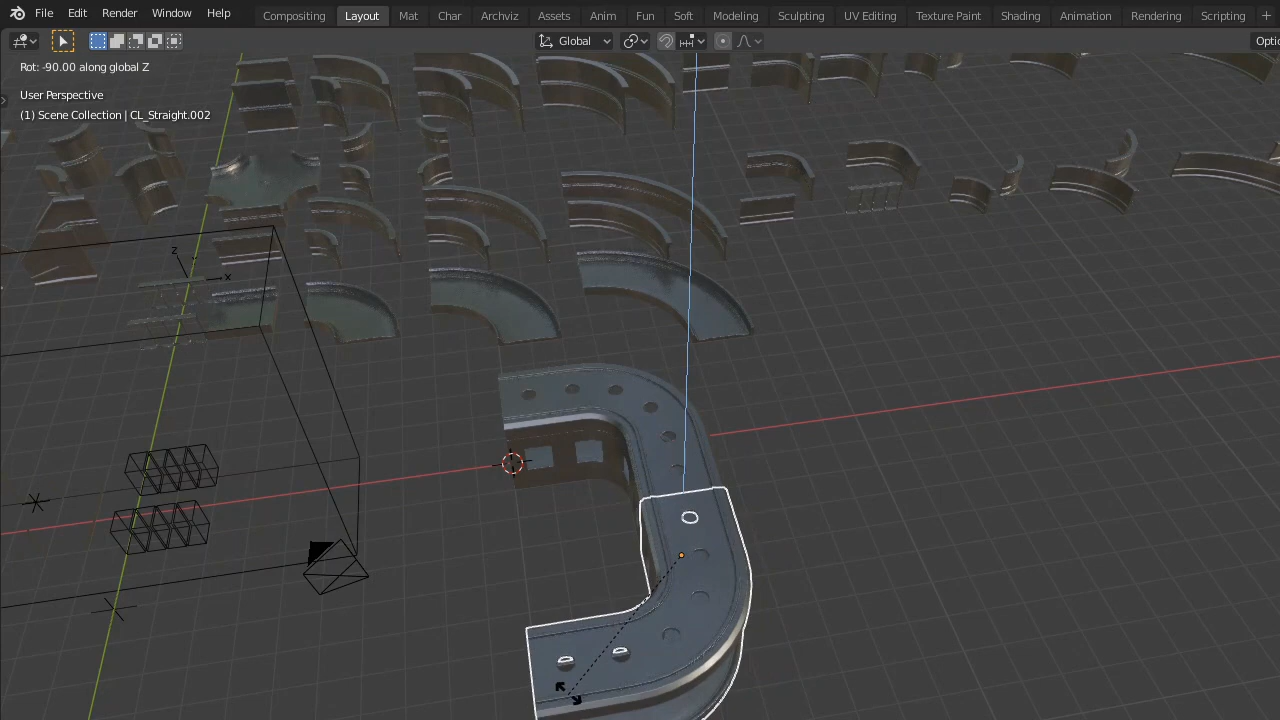 File Edit Render Window Help Compositing Layout Mat Char Archviz Assets Anim Fun Soft Modeling Sculpting UV Editing Texture Paint Shading Animation Rendering Scripting +
Global Optio
Rot: -90.00 along global Z
User Perspective
(1) Scene Collection | CL_Straight.002
z
x